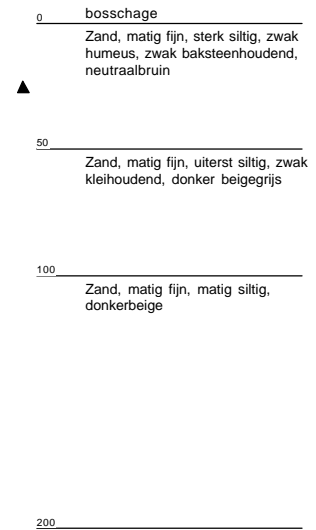 0 bosschage
Zand, matig fijn, sterk siltig, zwak
humeus, zwak baksteenhoudend,
neutraalbruin
50
Zand, matig fijn, uiterst siltig, zwak
kleihoudend, donker beigegrijs
100
Zand, matig fijn, matig siltig,
donkerbeige
200